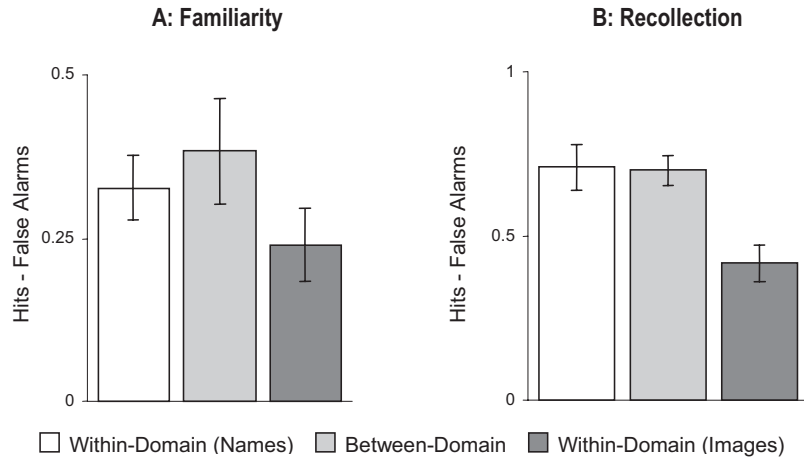 A: Familiarity
0.5
0.25
0
Hits - False Alarms
B: Recollection
1
0.5
0
Hits - False Alarms
Within-Domain (Names) Between-Domain Within-Domain (Images)